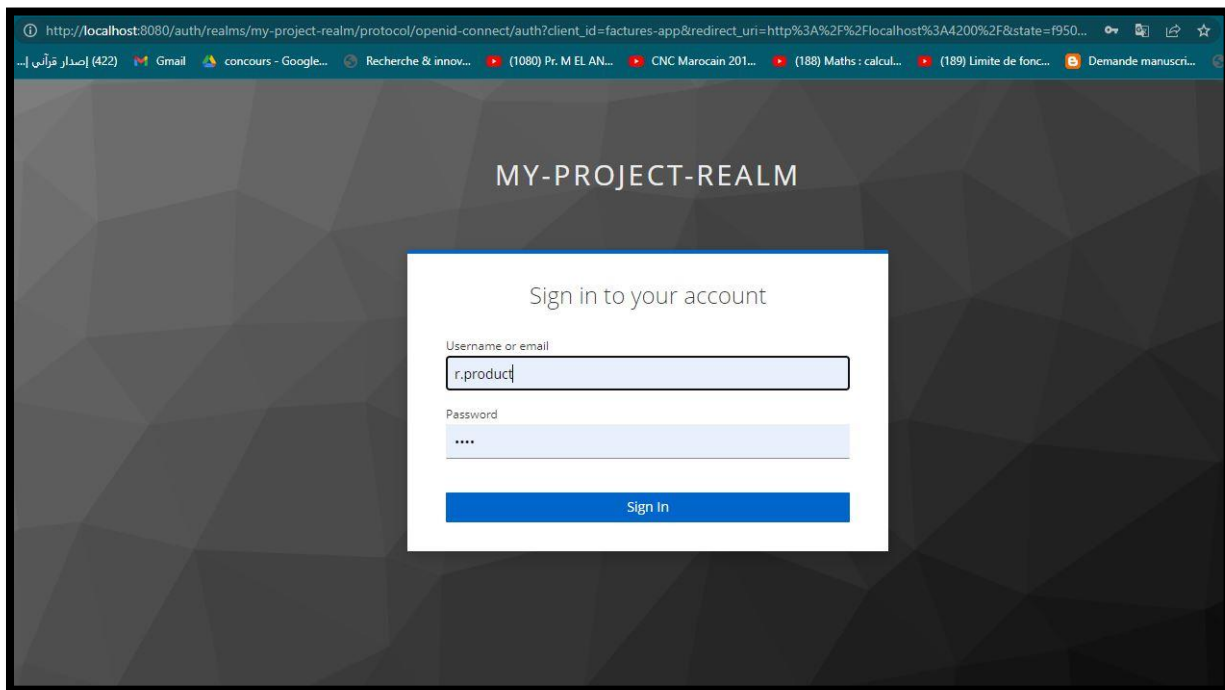 http://localhost:8080/auth/realms/my-project-realm/protocol/openid-connect/auth?client_id=factures-app&redirect_uri=http%3A%2F%2Flocalhost%3A4200%2F&state=f950...
(422) إصدار قرآني |... Gmail concours - Google... Recherche & innov... (1080) Pr. M EL AN... CNC Marocain 201... (188) Maths : calcul... (189) Limite de fonc... Demande manuscri...
MY-PROJECT-REALM
Sign in to your account
Username or email
r.product
Password
••••
Sign In